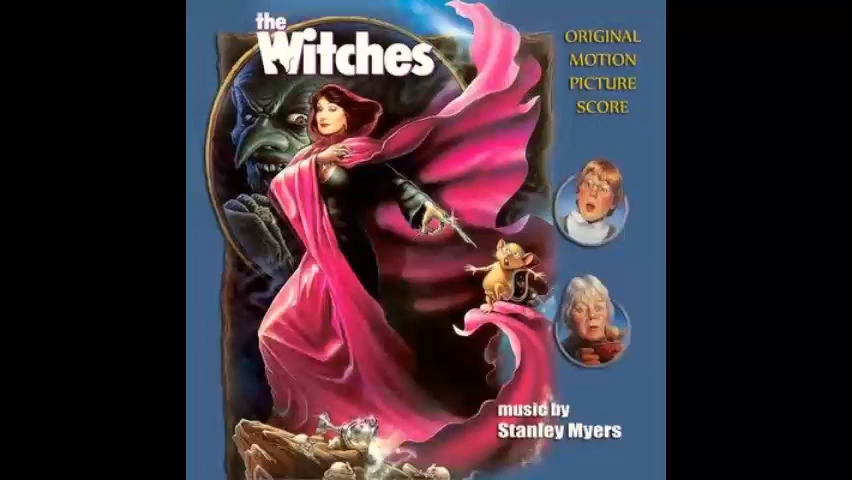 the
Witches
ORIGINAL
MOTION
PICTURE
SCORE
music by
Stanley Myers